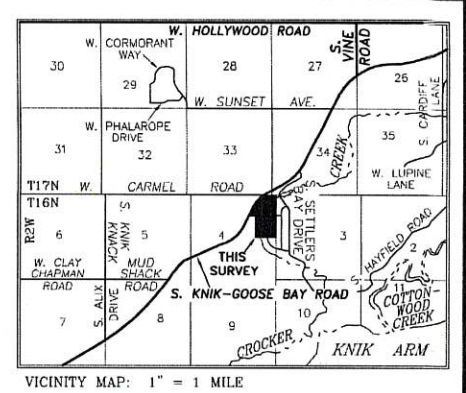 W. HOLLYWOOD ROAD
S. VINE ROAD
W. CORMORANT WAY
30
29
28
27
26
S. CARDIFF LANE
W. SUNSET AVE.
W. PHALAROPE DRIVE
31
32
33
34
35
CREEK
W. LUPINE LANE
T17N W. CARMEL ROAD
T16N
R2W
6
5
4
3
2
S. KNIK KNACK
S. SETTLERS BAY DRIVE
S. HAYFIELD ROAD
THIS SURVEY
W. CLAY CHAPMAN ROAD
MUD SHACK ROAD
S. KNIK-GOOSE BAY ROAD
S. ALIX DRIVE
7
8
9
10
11
COTTON-
WOOD
CREEK
CROCKER
KNIK ARM
VICINITY MAP: 1" = 1 MILE